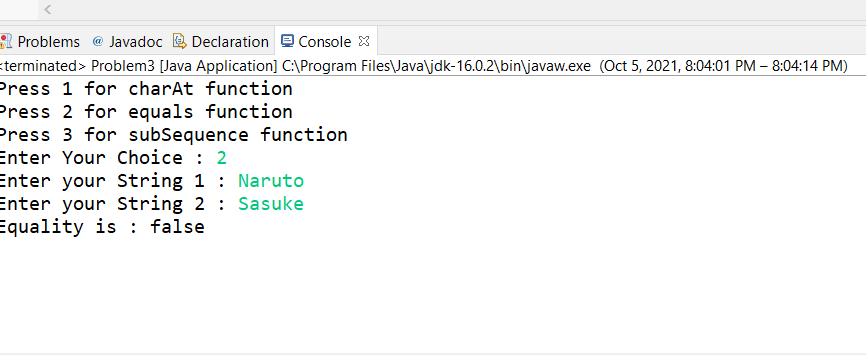 Problems @ Javadoc Declaration Console
<terminated> Problem3 [Java Application] C:\Program Files\Java\jdk-16.0.2\bin\javaw.exe (Oct 5, 2021, 8:04:01 PM – 8:04:14 PM)
Press 1 for charAt function
Press 2 for equals function
Press 3 for subSequence function
Enter Your Choice : 2
Enter your String 1 : Naruto
Enter your String 2 : Sasuke
Equality is : false